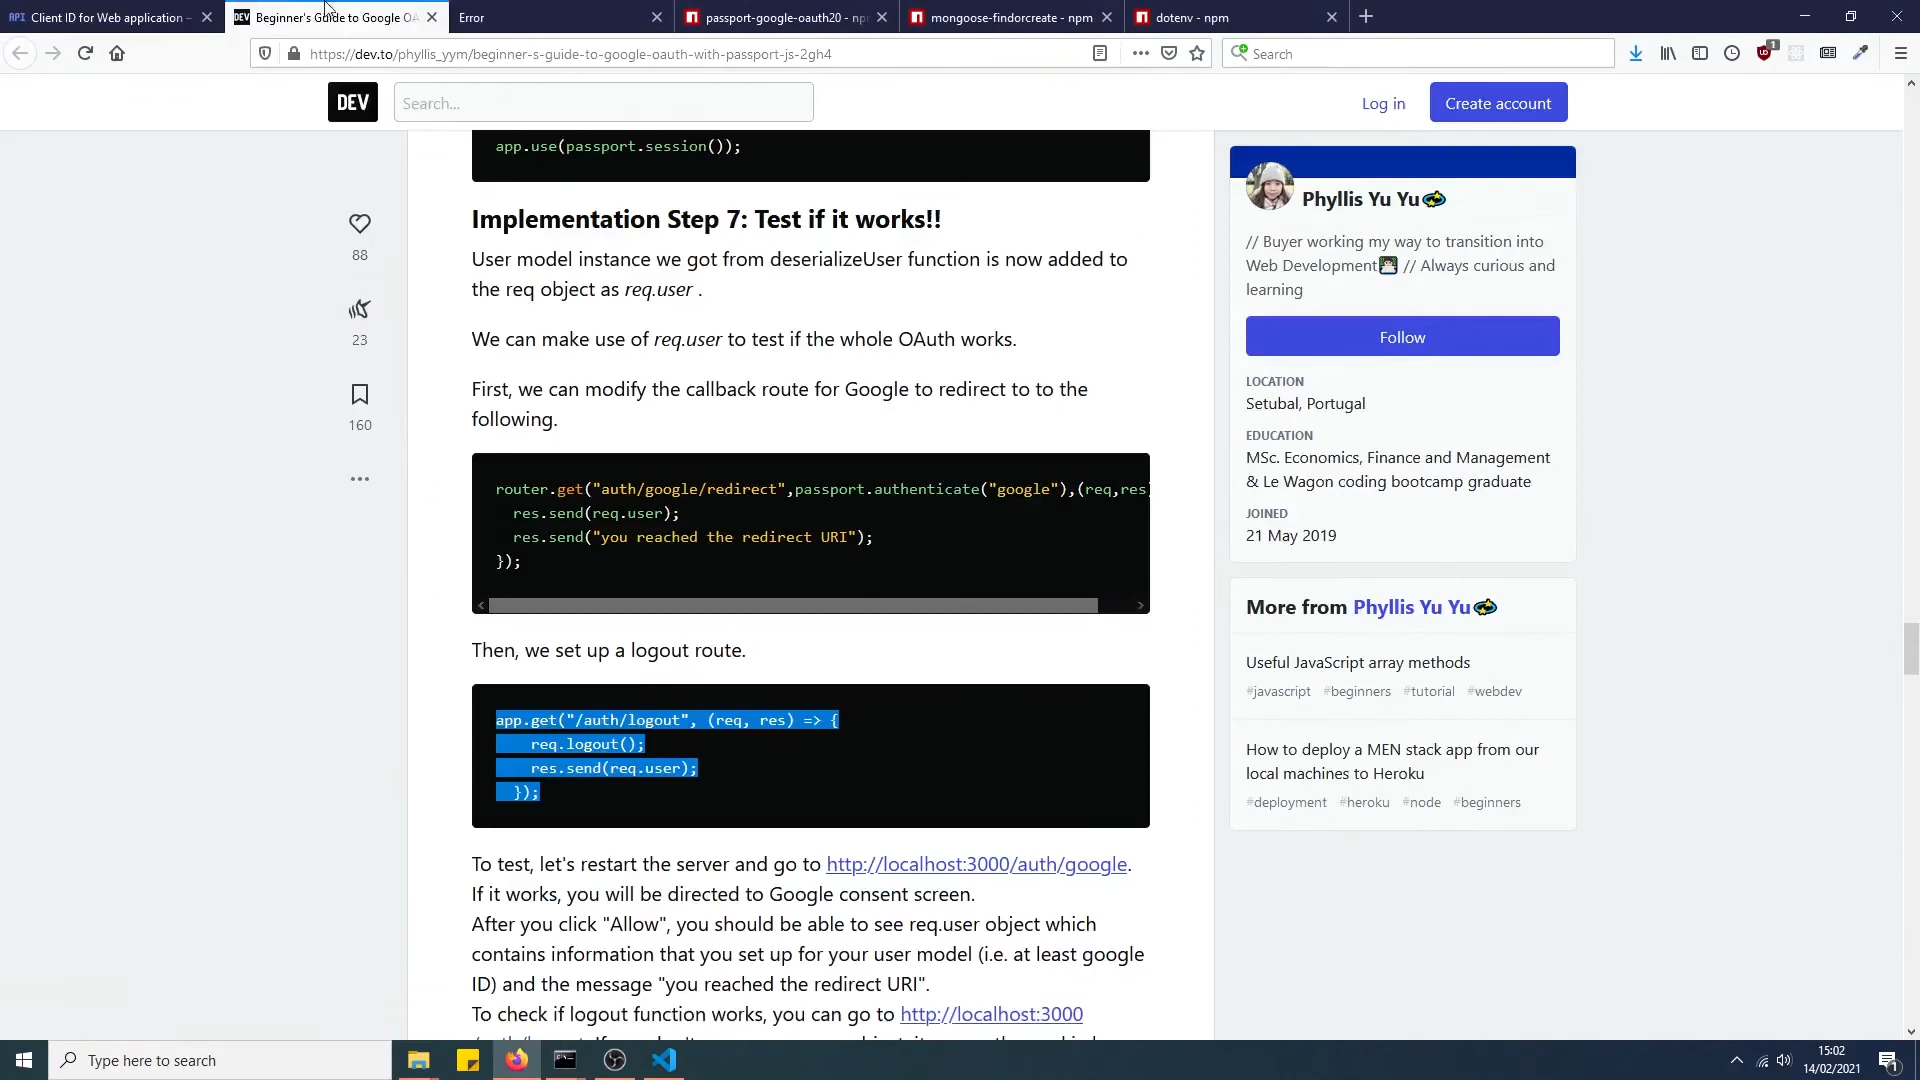 API Client ID for Web application –
DEV Beginner's Guide to Google OA
Error
passport-google-oauth20 - np
mongoose-findorcreate - npm
dotenv - npm
https://dev.to/phyllis_yym/beginner-s-guide-to-google-oauth-with-passport-js-2gh4
Search
1
DEV
Search...
Log in
Create account
app.use(passport.session());
Implementation Step 7: Test if it works!!
User model instance we got from deserializeUser function is now added to
the req object as req.user .
We can make use of req.user to test if the whole OAuth works.
First, we can modify the callback route for Google to redirect to to the
following.
router.get("auth/google/redirect",passport.authenticate("google"),(req,res)
res.send(req.user);
res.send("you reached the redirect URI");
});
Then, we set up a logout route.
app.get("/auth/logout", (req, res) => {
req.logout();
res.send(req.user);
});
To test, let's restart the server and go to http://localhost:3000/auth/google.
If it works, you will be directed to Google consent screen.
After you click "Allow", you should be able to see req.user object which
contains information that you set up for your user model (i.e. at least google
ID) and the message "you reached the redirect URI".
To check if logout function works, you can go to http://localhost:3000
88
23
160
Phyllis Yu Yu
// Buyer working my way to transition into
Web Development // Always curious and
learning
Follow
LOCATION
Setubal, Portugal
EDUCATION
MSc. Economics, Finance and Management
& Le Wagon coding bootcamp graduate
JOINED
21 May 2019
More from Phyllis Yu Yu
Useful JavaScript array methods
#javascript #beginners #tutorial #webdev
How to deploy a MEN stack app from our
local machines to Heroku
#deployment #heroku #node #beginners
Type here to search
15:02
14/02/2021
1